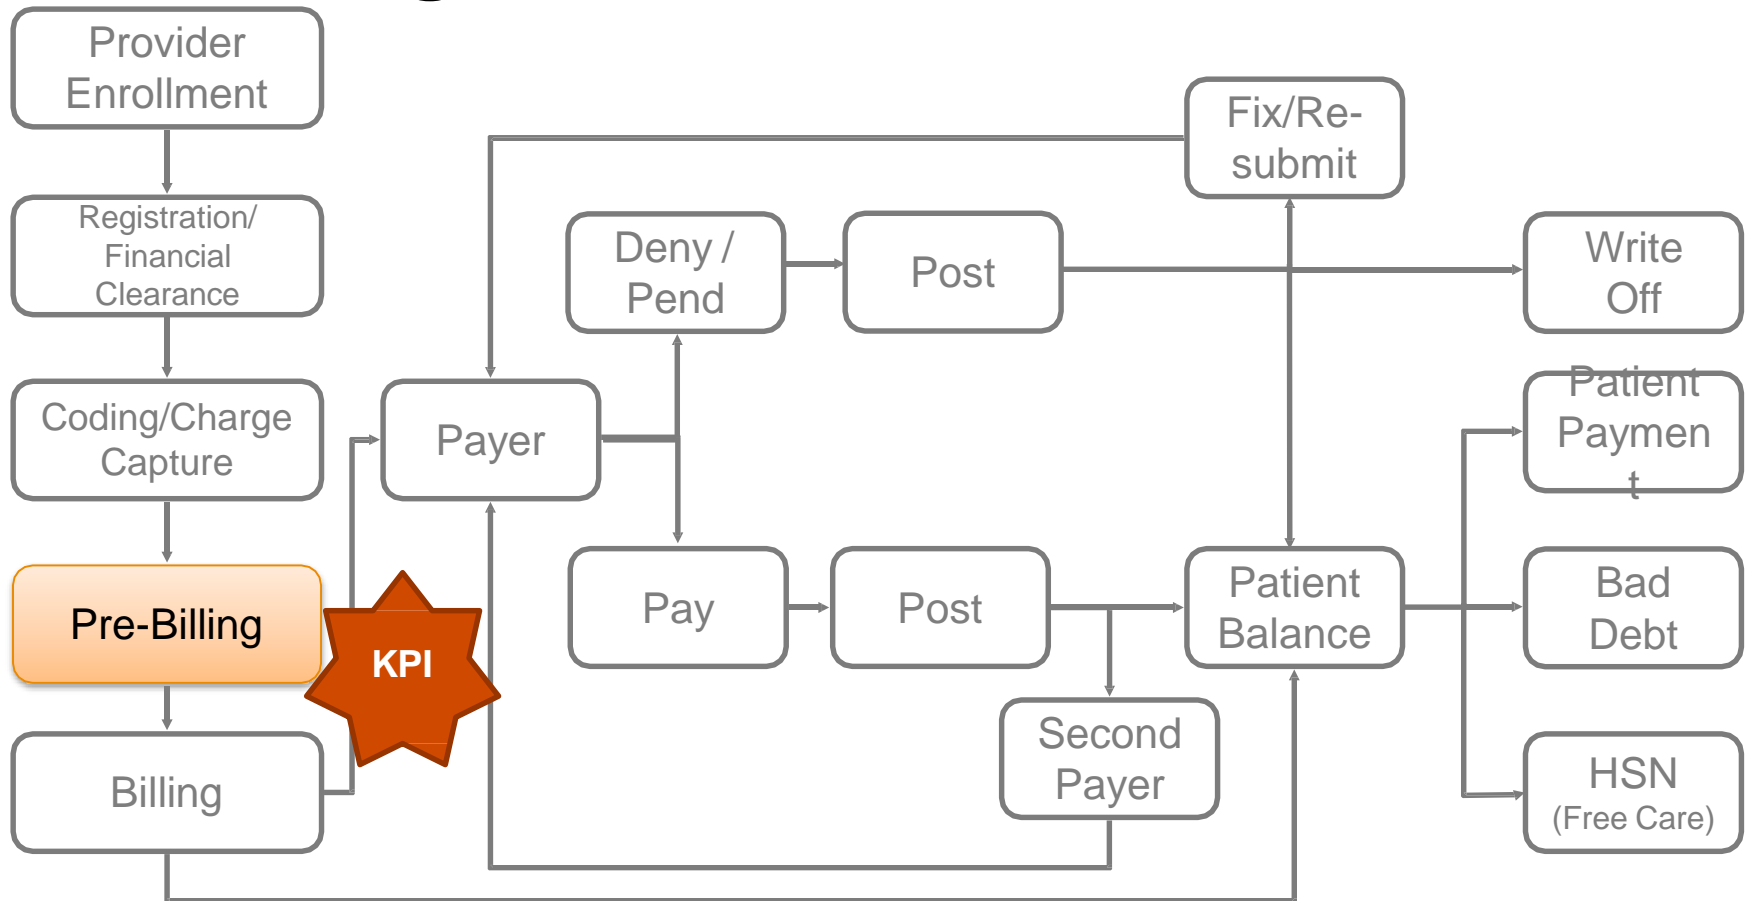 Provider
Enrollment
Registration/
Financial
Clearance
Coding/Charge
Capture
Pre-Billing
Billing
KPI
Payer
Deny /
Pend
Post
Pay
Post
Second
Payer
Fix/Re-
submit
Patient
Balance
Write
Off
Patient
Paymen
t
Bad
Debt
HSN
(Free Care)